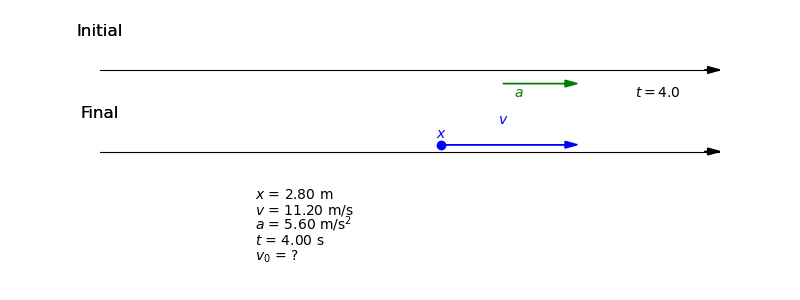 Initial
a
t = 4.0
Final
v
x
x = 2.80 m
v = 11.20 m/s
a = 5.60 m/s²
t = 4.00 s
v₀ = ?